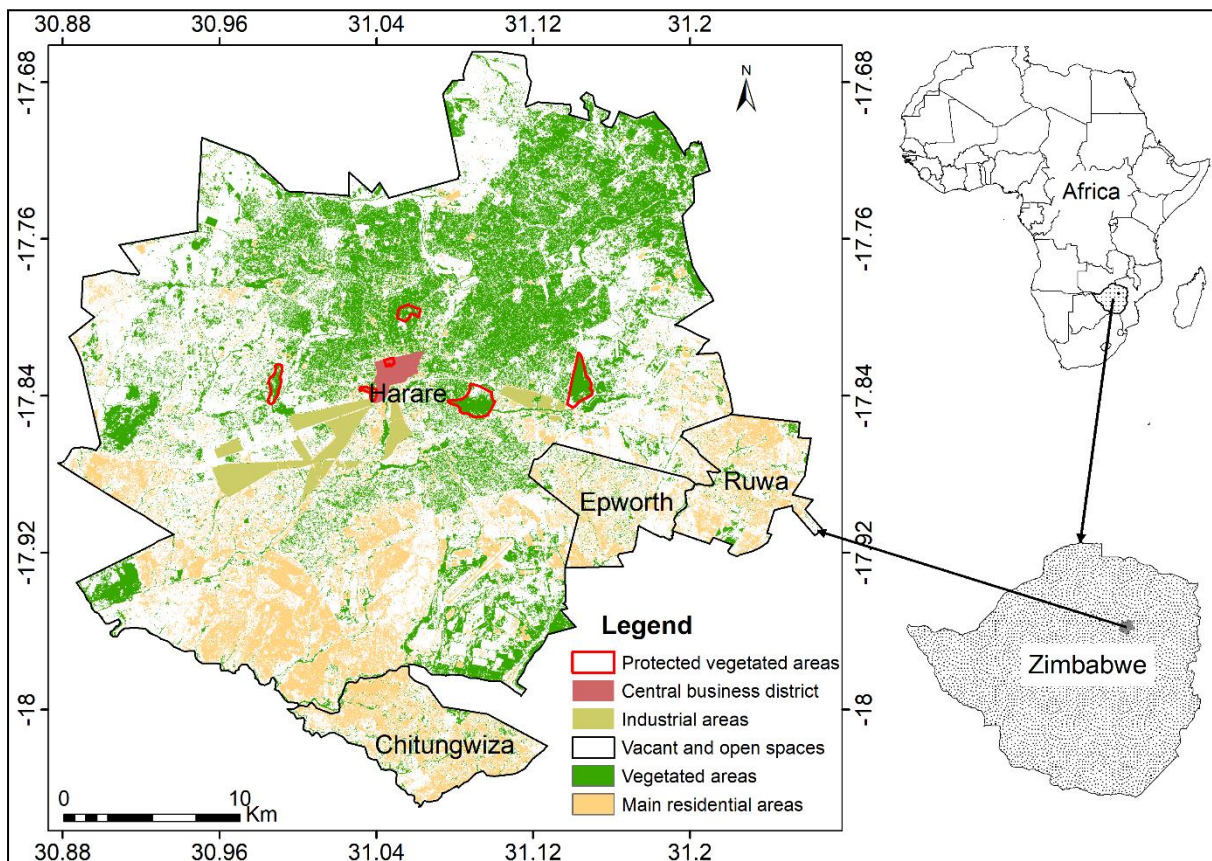 30.88 30.96 31.04 31.12 31.2
-17.68
-17.76
-17.84
-17.92
-18
N
Harare
Epworth
Ruwa
Chitungwiza
Legend
Protected vegetated areas
Central business district
Industrial areas
Vacant and open spaces
Vegetated areas
Main residential areas
0 10
Km
30.88 30.96 31.04 31.12 31.2
-17.68
-17.76
-17.84
-17.92
-18
Africa
Zimbabwe